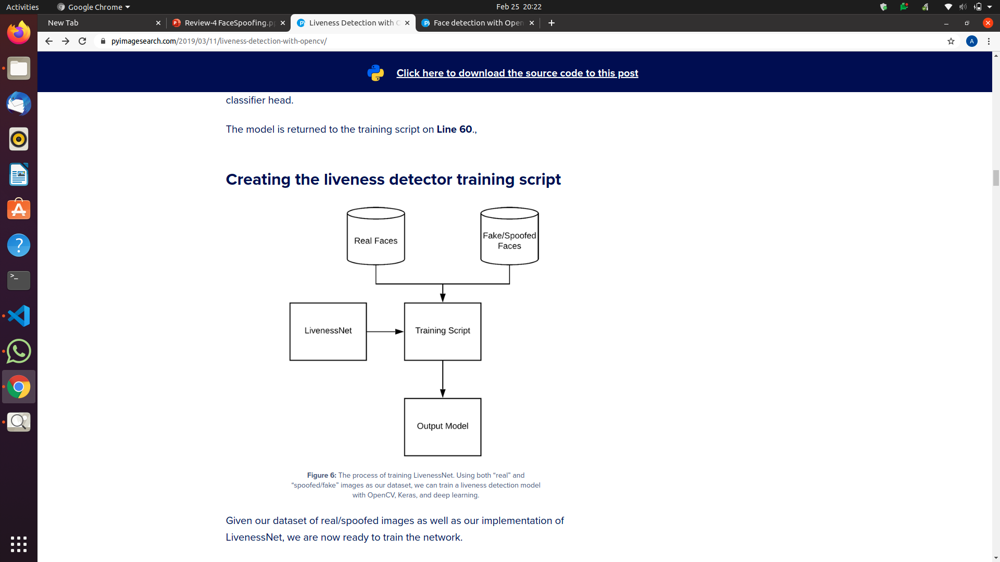 Activities
Google Chrome
Feb 25 20:22
New Tab
Review-4 FaceSpoofing.p
Liveness Detection with
Face detection with Open
pyimagesearch.com/2019/03/11/liveness-detection-with-opencv/
A
Click here to download the source code to this post
classifier head.
The model is returned to the training script on Line 60.,
Creating the liveness detector training script
Real Faces
Fake/Spoofed
Faces
LivenessNet
Training Script
Output Model
Figure 6: The process of training LivenessNet. Using both “real” and
“spoofed/fake” images as our dataset, we can train a liveness detection model
with OpenCV, Keras, and deep learning.
Given our dataset of real/spoofed images as well as our implementation of
LivenessNet, we are now ready to train the network.